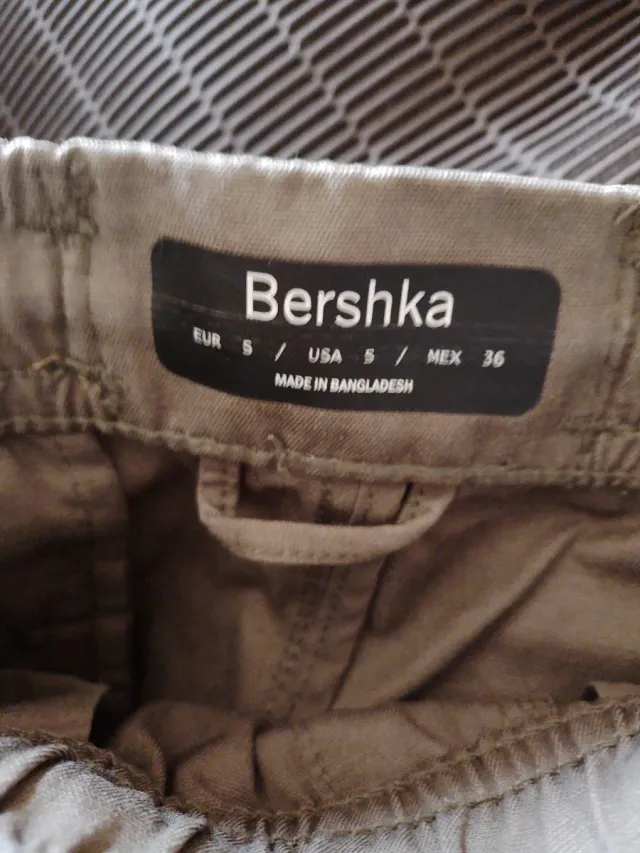 Bershka
EUR S / USA S / MEX 36
MADE IN BANGLADESH